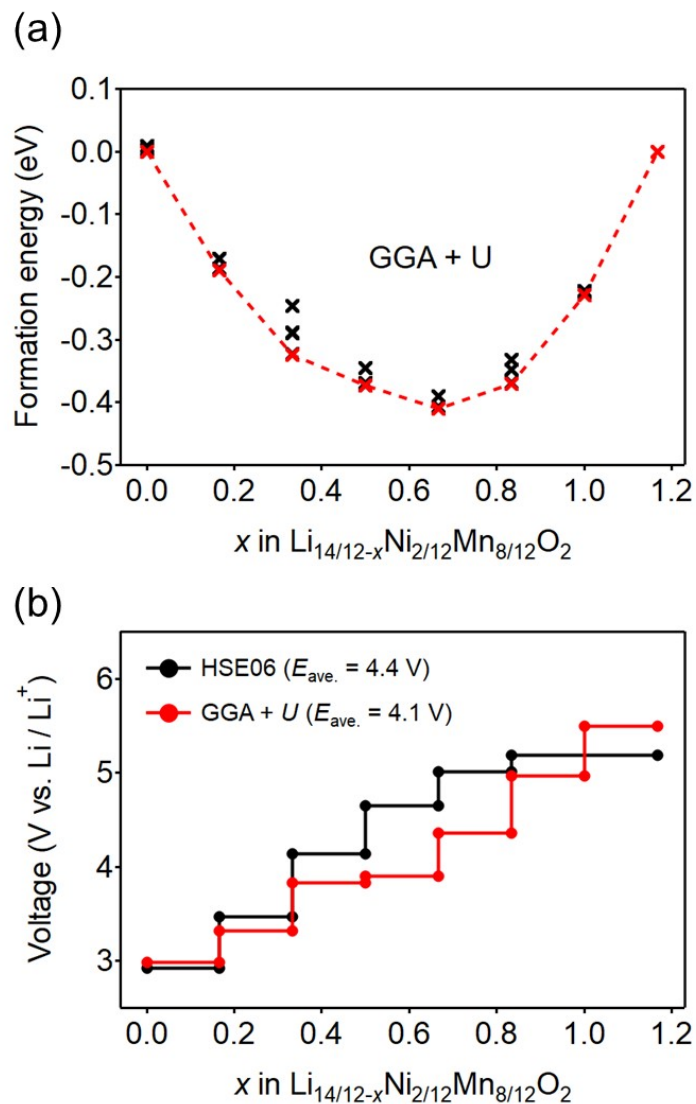 (a)
0.1
0.0
-0.1
-0.2
-0.3
-0.4
-0.5
Formation energy (eV)
GGA + U
0.0 0.2 0.4 0.6 0.8 1.0 1.2
x in Li14/12-xNi2/12Mn8/12O2
(b)
6
5
4
3
Voltage (V vs. Li / Li+)
HSE06 (Eave. = 4.4 V)
GGA + U (Eave. = 4.1 V)
0.0 0.2 0.4 0.6 0.8 1.0 1.2
x in Li14/12-xNi2/12Mn8/12O2